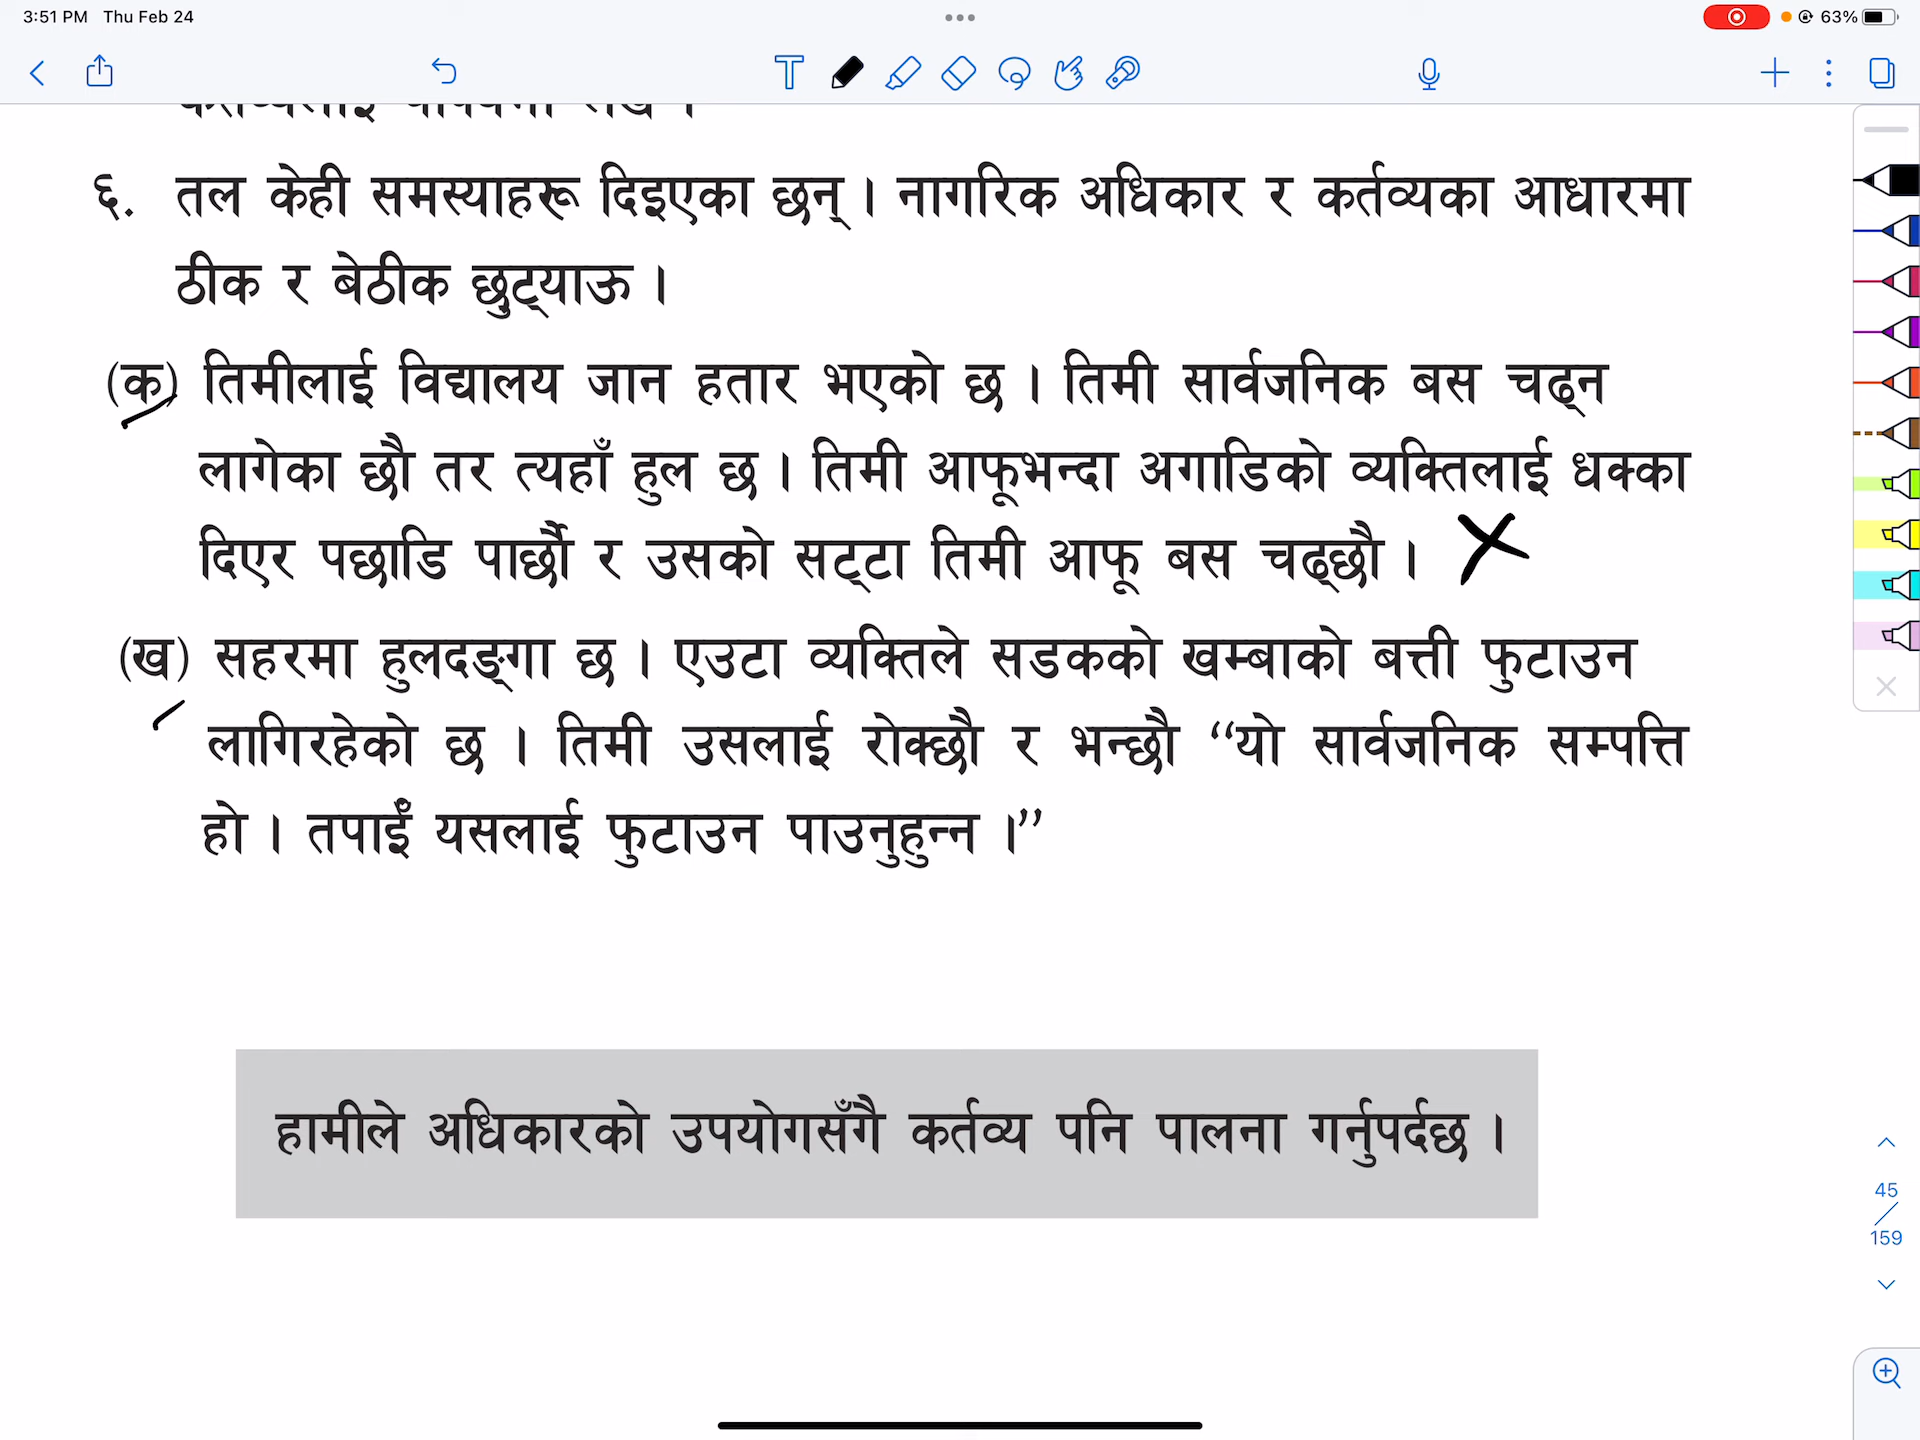 3:51 PM Thu Feb 24
63%
६. तल केही समस्याहरू दिइएका छन् । नागरिक अधिकार र कर्तव्यका आधारमा
ठीक र बेठीक छुट्याऊ ।
(क) तिमीलाई विद्यालय जान हतार भएको छ । तिमी सार्वजनिक बस चढ्न
लागेका छौ तर त्यहाँ हुल छ । तिमी आफूभन्दा अगाडिको व्यक्तिलाई धक्का
दिएर पछाडि पार्छौ र उसको सट्टा तिमी आफू बस चढ्छौ ।
(ख) सहरमा हुलदङ्गा छ । एउटा व्यक्तिले सडकको खम्बाको बत्ती फुटाउन
लागिरहेको छ । तिमी उसलाई रोक्छौ र भन्छौ “यो सार्वजनिक सम्पत्ति
हो । तपाईँ यसलाई फुटाउन पाउनुहुन्न ।”
हामीले अधिकारको उपयोगसँगै कर्तव्य पनि पालना गर्नुपर्दछ ।
45
/
159